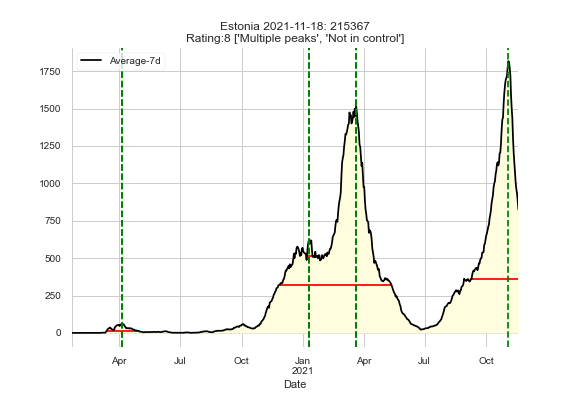 Estonia 2021-11-18: 215367
Rating:8 ['Multiple peaks', 'Not in control']
Average-7d
1750
1500
1250
1000
750
500
250
0
Apr
Jul
Oct
Jan
2021
Apr
Jul
Oct
Date